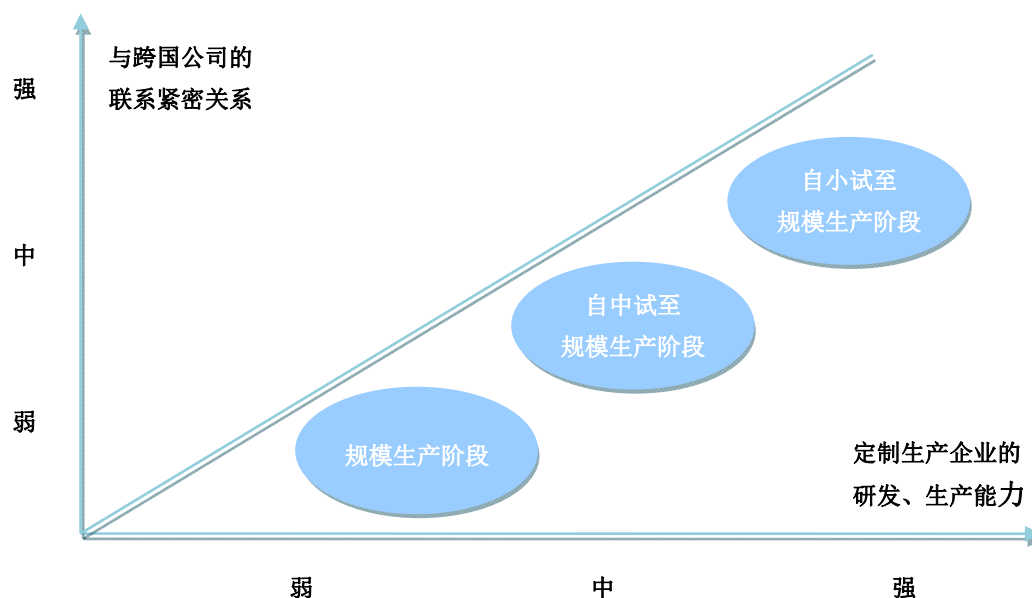 与跨国公司的
联系紧密关系
强
中
弱
自小试至
规模生产阶段
自中试至
规模生产阶段
规模生产阶段
定制生产企业的
研发、生产能力
弱
中
强